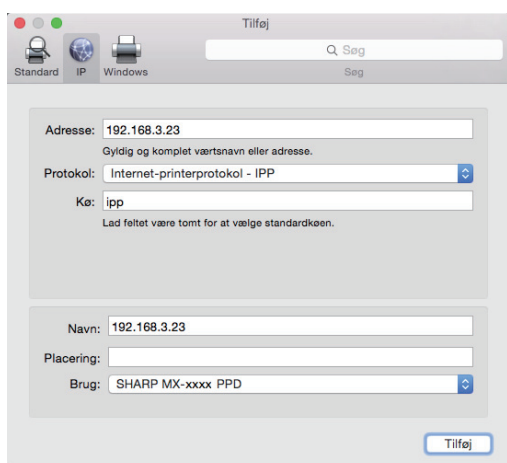 Tilføj
Søg
Standard IP Windows Søg
Adresse: 192.168.3.23
Gyldig og komplet værtsnavn eller adresse.
Protokol: Internet-printerprotokol - IPP
Kø: ipp
Lad feltet være tomt for at vælge standardkøen.
Navn: 192.168.3.23
Placering:
Brug: SHARP MX-xxxx PPD
Tilføj